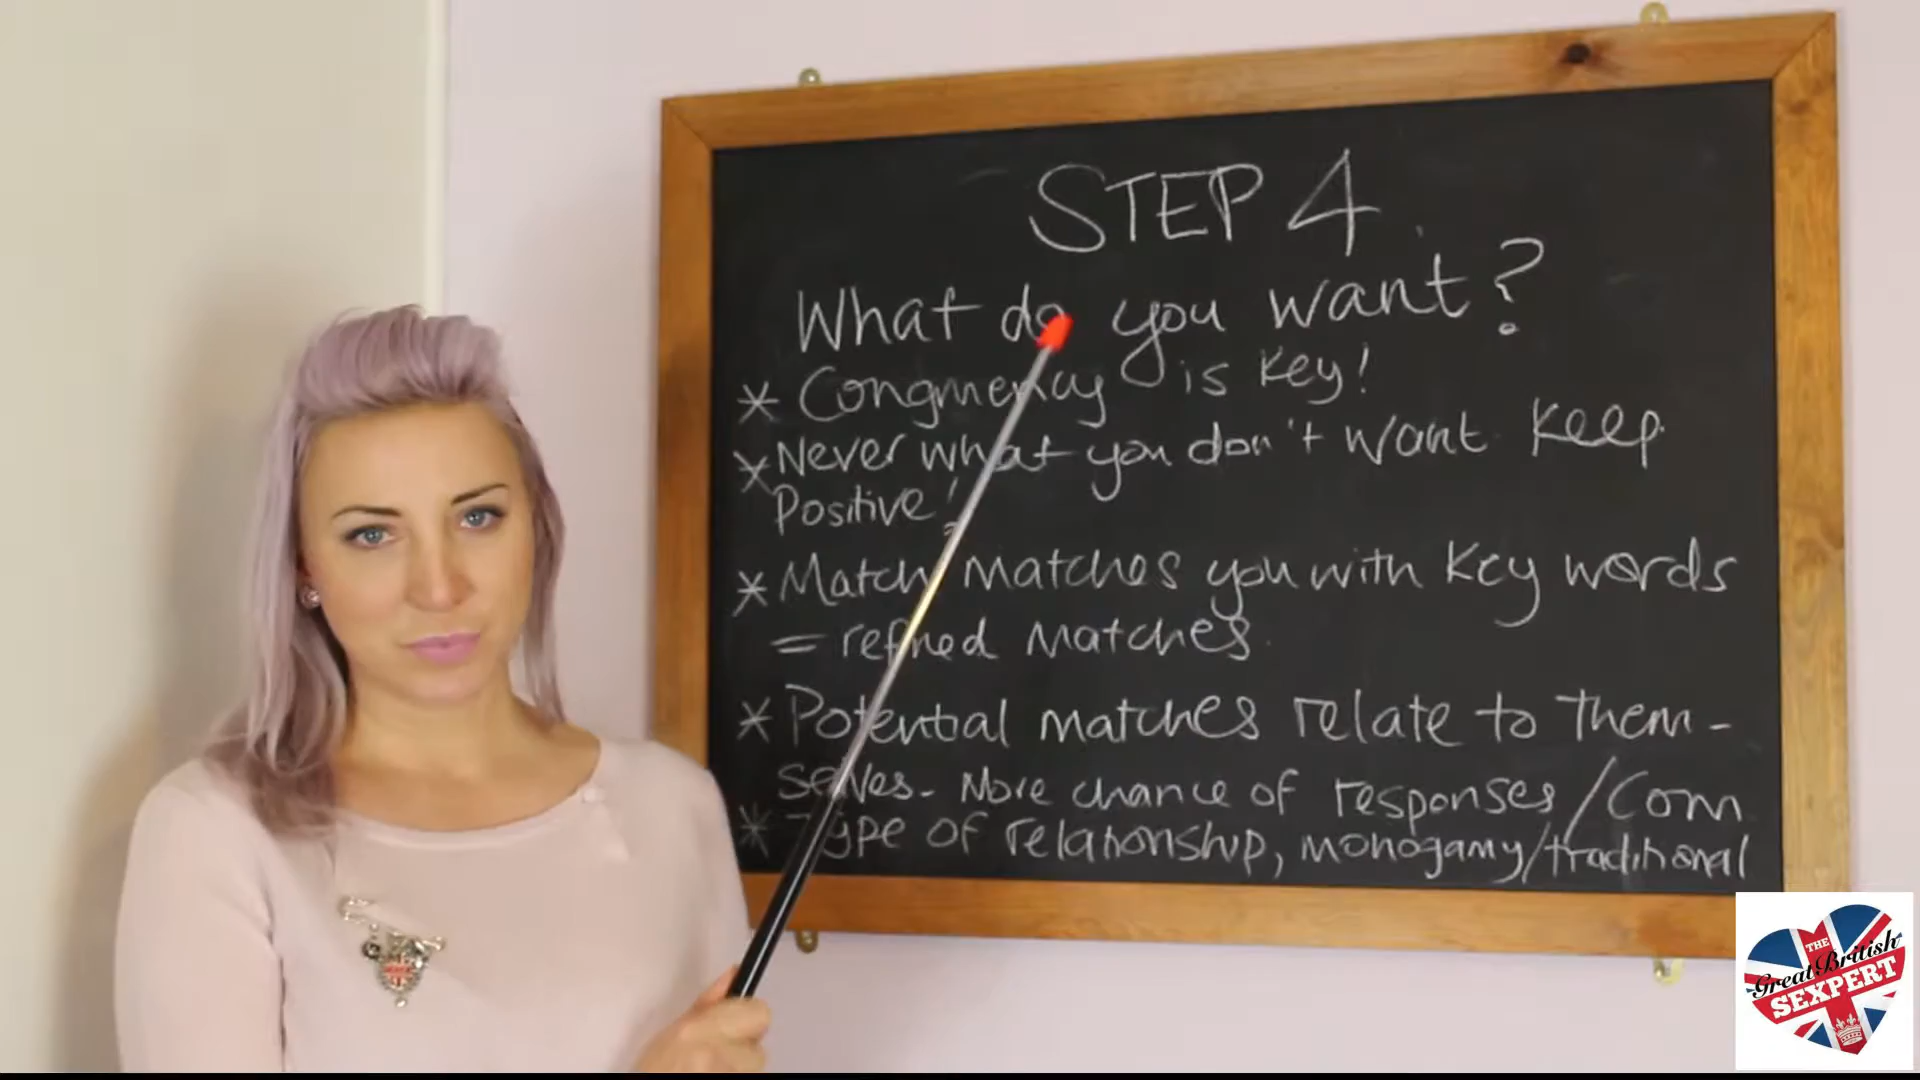 STEP 4
What do you want?
* Congruency is key!
* Never what you don't want keep
Positive!
* Match matches you with key words
= refined matches.
* Potential matches relate to them-
selves - More chance of responses/Com
* Type of relationship, monogamy/traditional
THE
Great British
SEXPERT